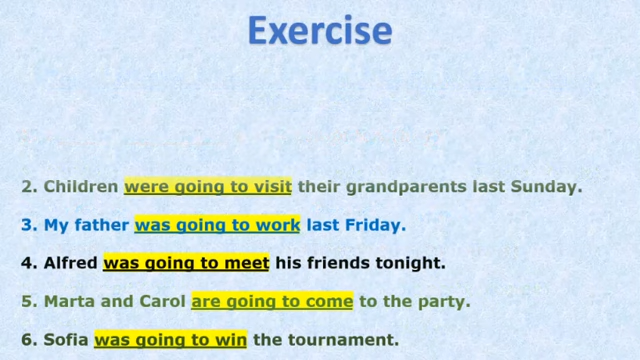 Exercise
2. Children were going to visit their grandparents last Sunday.
3. My father was going to work last Friday.
4. Alfred was going to meet his friends tonight.
5. Marta and Carol are going to come to the party.
6. Sofia was going to win the tournament.